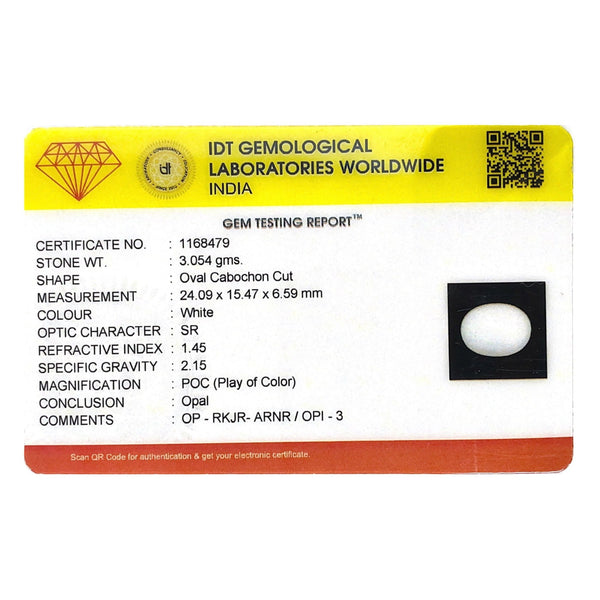 IDT GEMOLOGICAL
LABORATORIES WORLDWIDE
INDIA
GEM TESTING REPORT™
CERTIFICATE NO. : 1168479
STONE WT. : 3.054 gms.
SHAPE : Oval Cabochon Cut
MEASUREMENT : 24.09 x 15.47 x 6.59 mm
COLOUR : White
OPTIC CHARACTER : SR
REFRACTIVE INDEX : 1.45
SPECIFIC GRAVITY : 2.15
MAGNIFICATION : POC (Play of Color)
CONCLUSION : Opal
COMMENTS : OP - RKJR- ARNR / OPI - 3
Scan QR Code for authentication & get your electronic certificate.